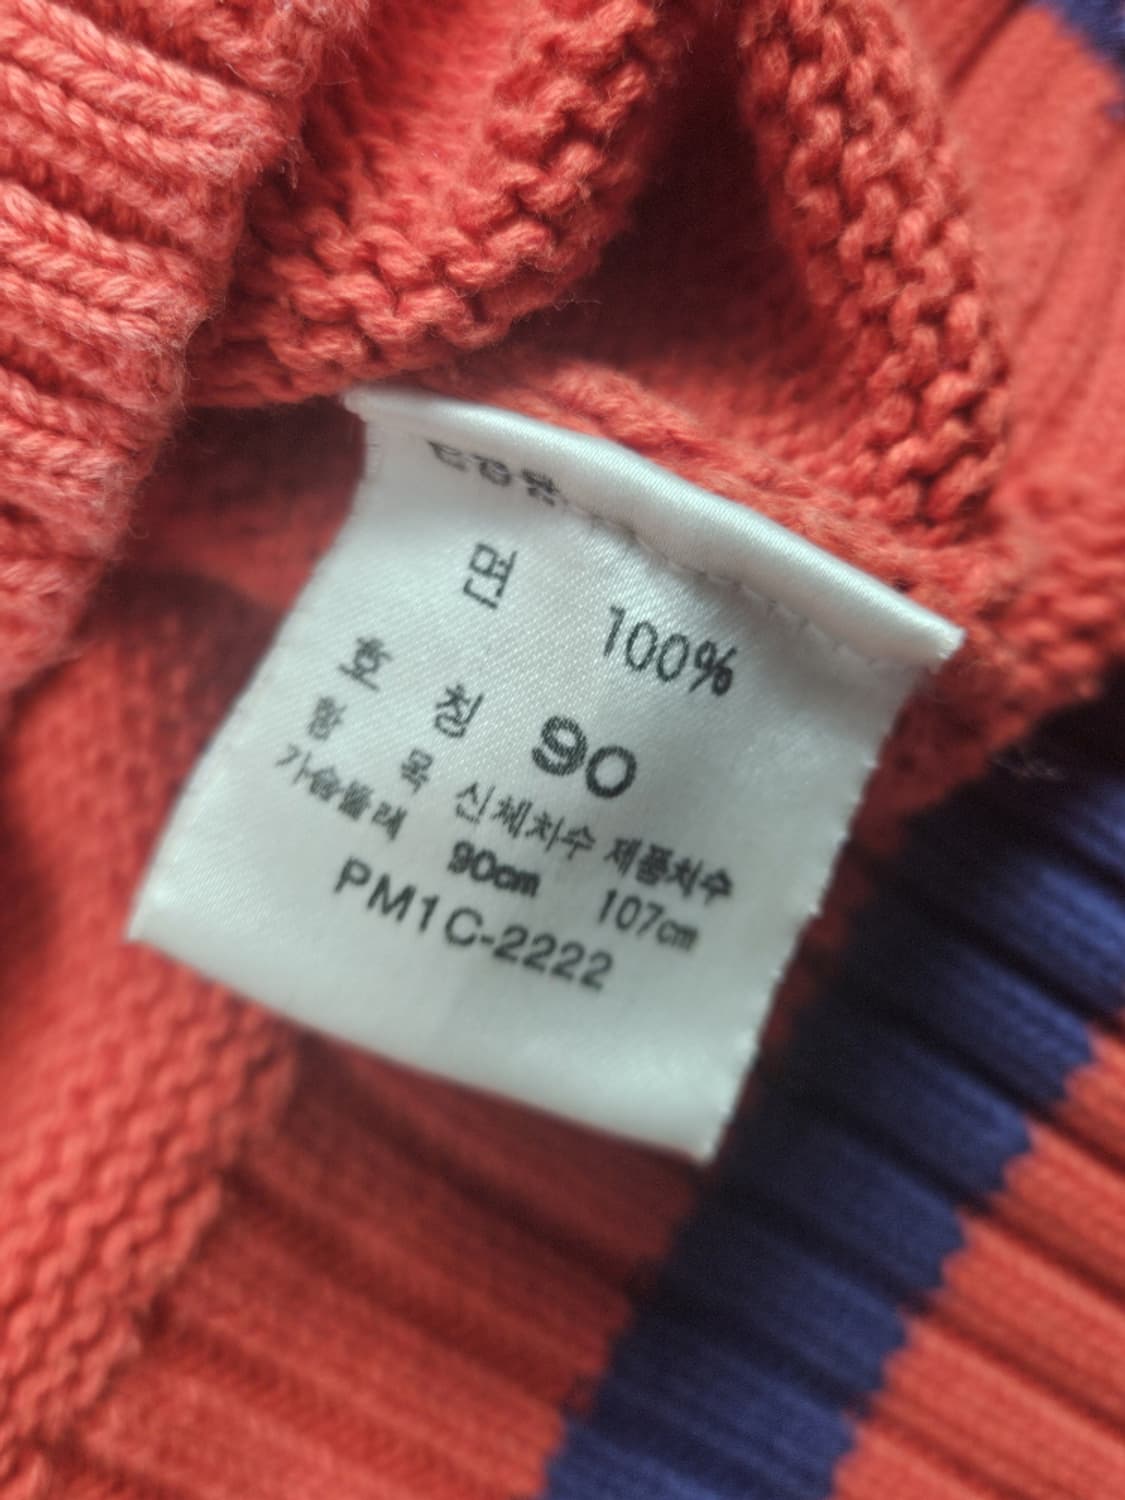 면 100%
호 칭 90
항 목 신체치수 제품치수
가슴둘레 90cm 107cm
PM1C-2222